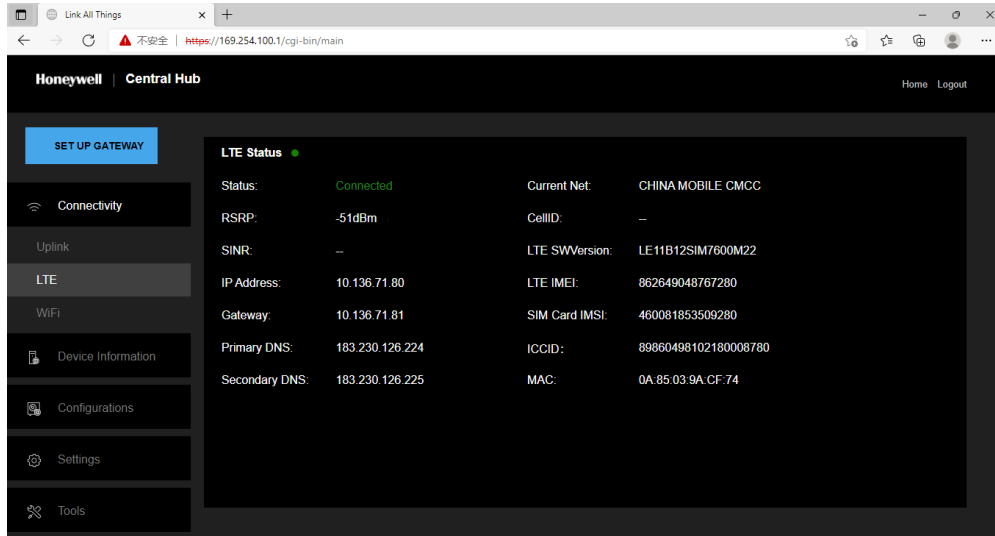 Link All Things
不安全 | https://169.254.100.1/cgi-bin/main
Honeywell | Central Hub
Home Logout
SET UP GATEWAY
Connectivity
Uplink
LTE
WiFi
Device Information
Configurations
Settings
Tools
LTE Status
Status: Connected Current Net: CHINA MOBILE CMCC
RSRP: -51dBm CellID: --
SINR: -- LTE SWVersion: LE11B12SIM7600M22
IP Address: 10.136.71.80 LTE IMEI: 862649048767280
Gateway: 10.136.71.81 SIM Card IMSI: 460081853509280
Primary DNS: 183.230.126.224 ICCID： 89860498102180008780
Secondary DNS: 183.230.126.225 MAC: 0A:85:03:9A:CF:74